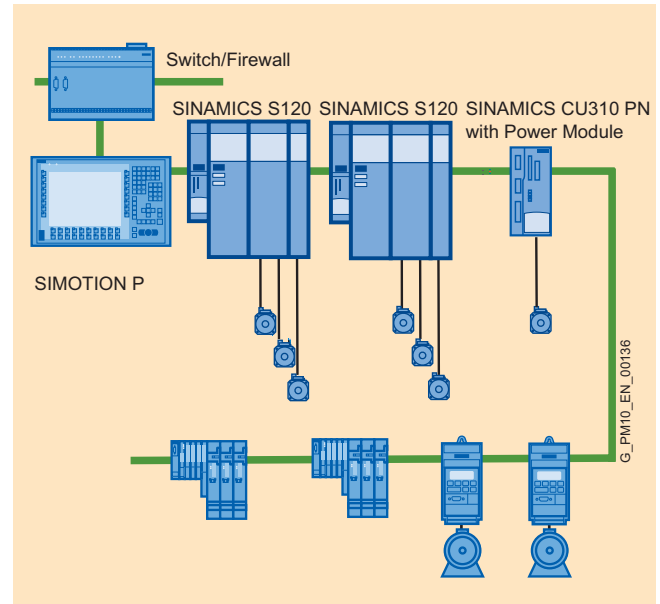 Switch/Firewall
SINAMICS S120
SINAMICS S120
SINAMICS CU310 PN
with Power Module
SIMOTION P
G_PM10_EN_00136